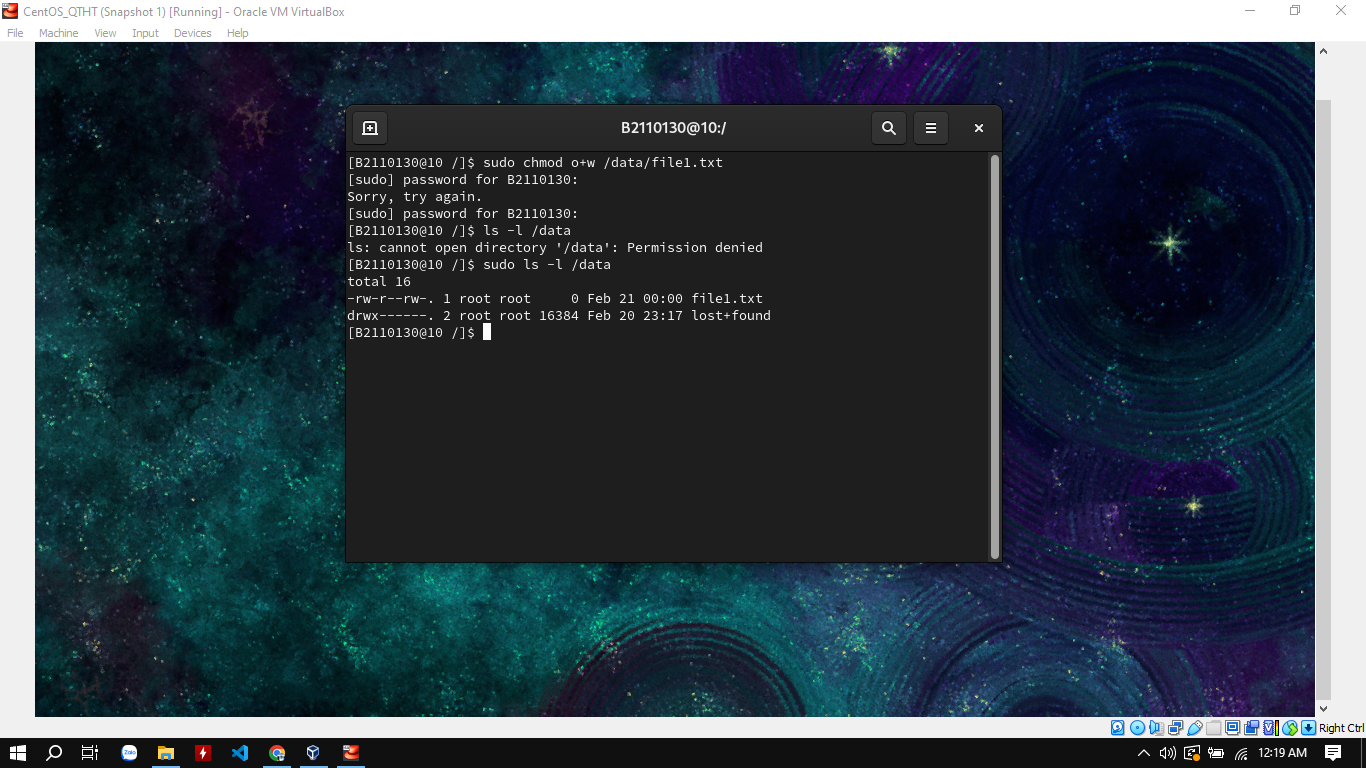 CentOS_QTHT (Snapshot 1) [Running] - Oracle VM VirtualBox
File Machine View Input Devices Help
B2110130@10:/
[B2110130@10 /]$ sudo chmod o+w /data/file1.txt
[sudo] password for B2110130:
Sorry, try again.
[sudo] password for B2110130:
[B2110130@10 /]$ ls -l /data
ls: cannot open directory '/data': Permission denied
[B2110130@10 /]$ sudo ls -l /data
total 16
-rw-r--rw-. 1 root root     0 Feb 21 00:00 file1.txt
drwx------. 2 root root 16384 Feb 20 23:17 lost+found
[B2110130@10 /]$
Right Ctrl
Zalo
12:19 AM